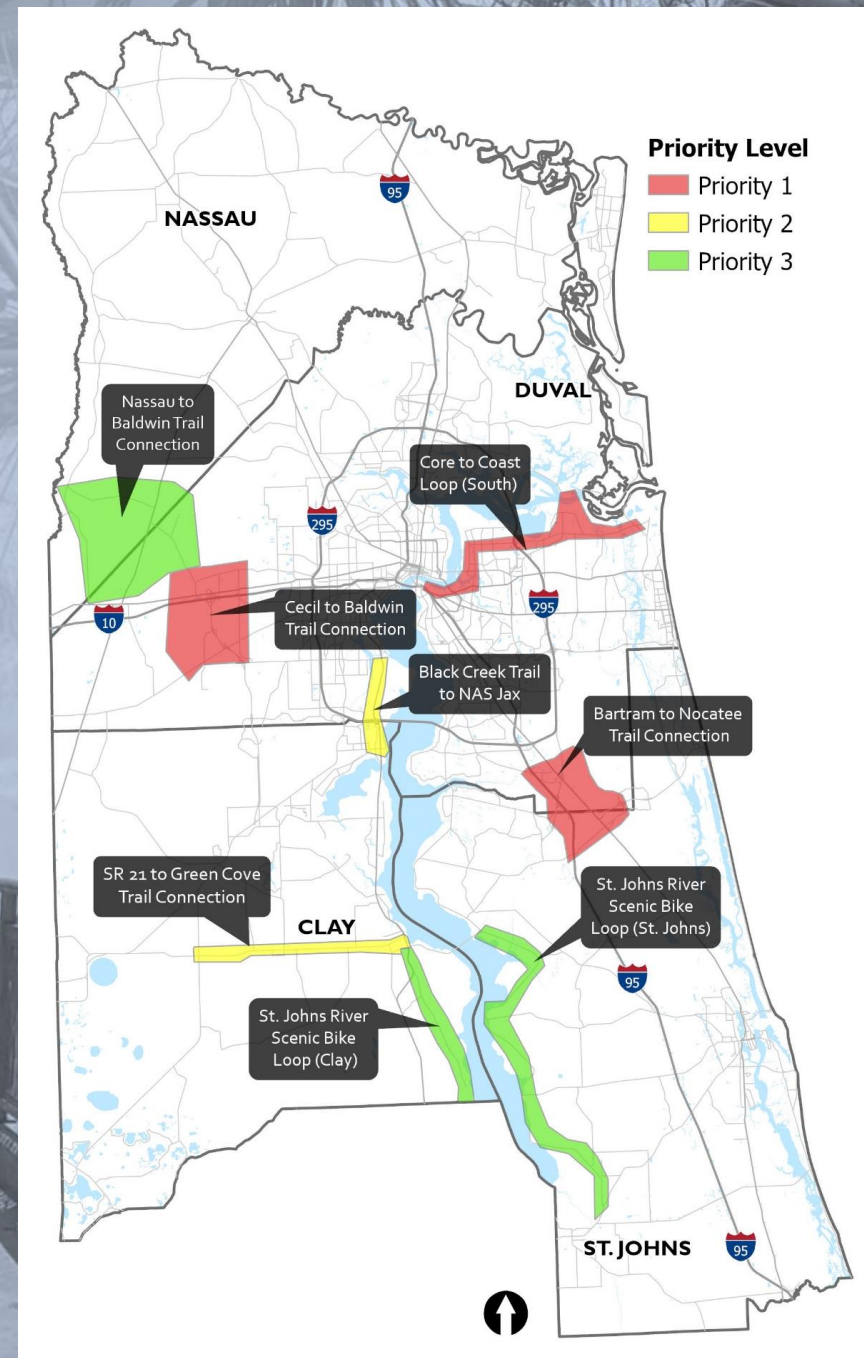 Priority Level
Priority 1
Priority 2
Priority 3
95
NASSAU
DUVAL
Nassau to
Baldwin Trail
Connection
Core to Coast
Loop (South)
295
10
Cecil to Baldwin
Trail Connection
295
Black Creek Trail
to NAS Jax
Bartram to Nocatee
Trail Connection
SR 21 to Green Cove
Trail Connection
CLAY
St. Johns River
Scenic Bike
Loop (St. Johns)
95
St. Johns River
Scenic Bike
Loop (Clay)
ST. JOHNS
95